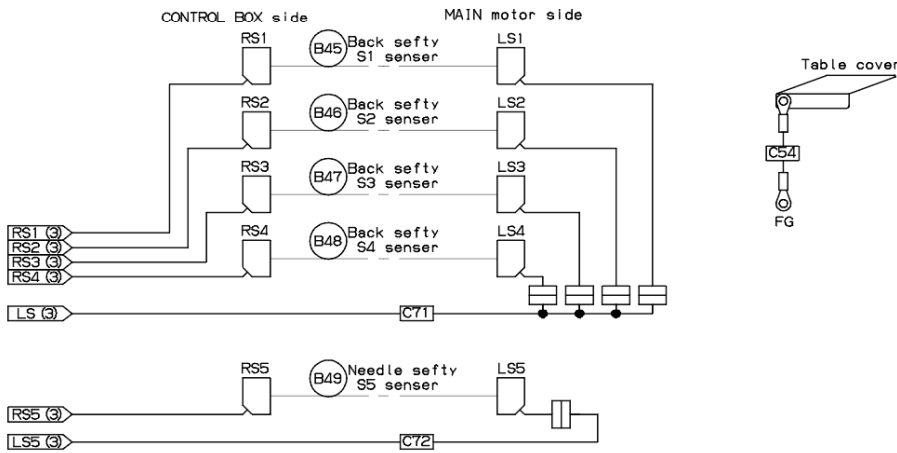 CONTROL BOX side
MAIN motor side
RS1
B45
Back sefty
S1 senser
LS1
Table cover
RS2
B46
Back sefty
S2 senser
LS2
C54
RS3
B47
Back sefty
S3 senser
LS3
FG
RS4
B48
Back sefty
S4 senser
LS4
RS1 (3)
RS2 (3)
RS3 (3)
RS4 (3)
LS (3)
C71
RS5
B49
Needle sefty
S5 senser
LS5
RS5 (3)
LS5 (3)
C72